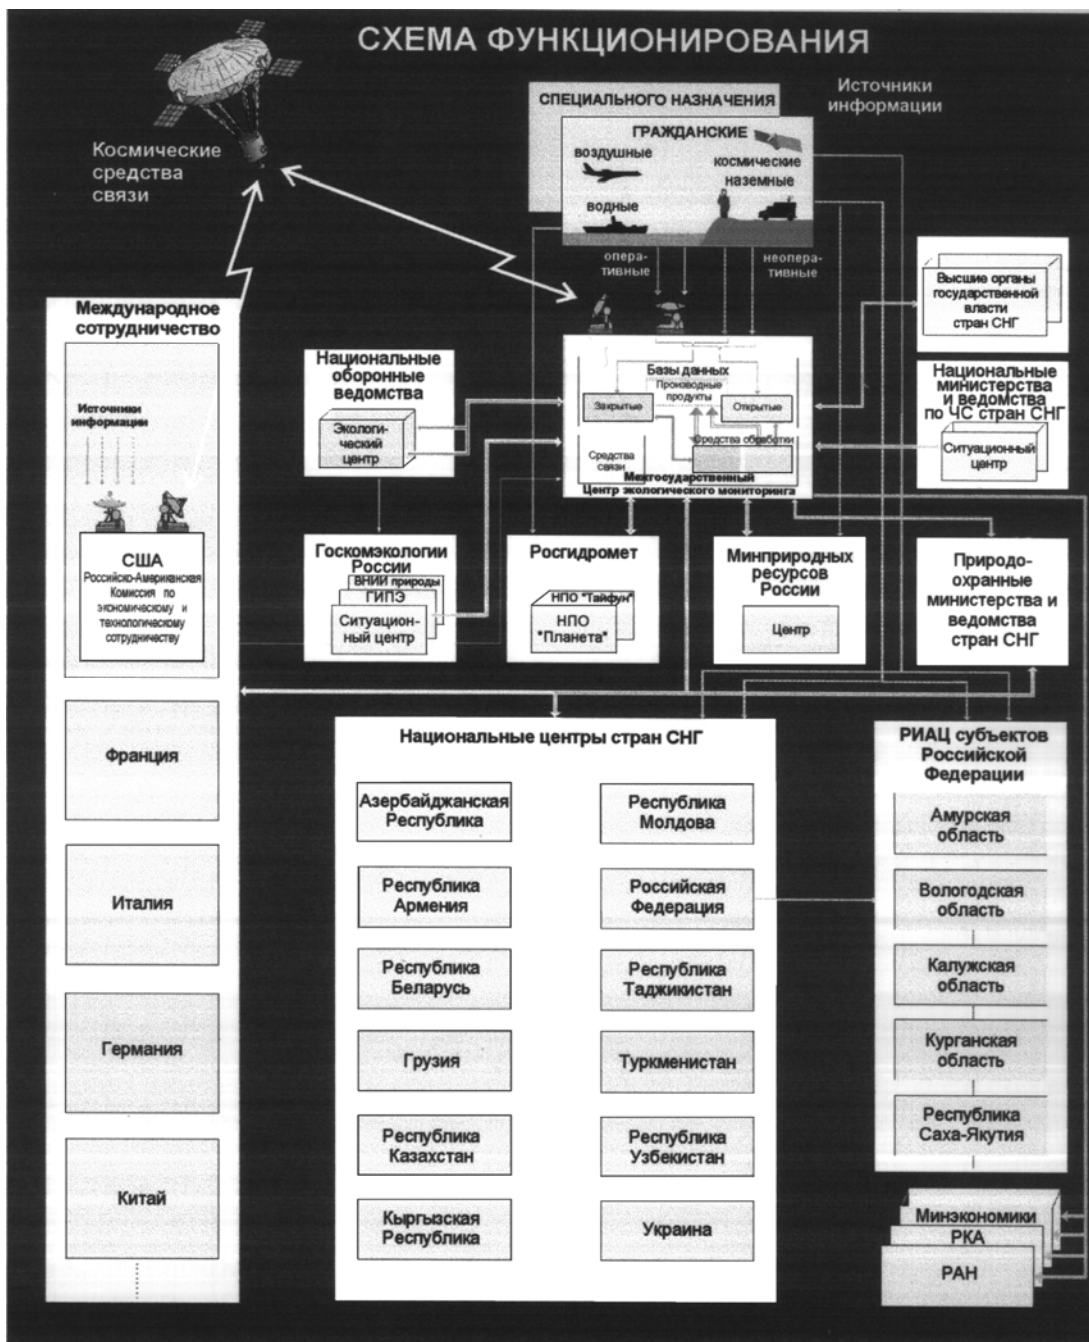 СХЕМА ФУНКЦИОНИРОВАНИЯ
Космические
средства
связи
Источники
информации
СПЕЦИАЛЬНОГО НАЗНАЧЕНИЯ
ГРАЖДАНСКИЕ
воздушные
космические
наземные
водные
опера-
тивные
неопера-
тивные
Международное
сотрудничество
Источники
информации
США
Российско-Американская
Комиссия по
экономическому и
технологическому
сотрудничеству
Франция
Италия
Германия
Китай
Национальные
оборонные
ведомства
Экологи-
ческий
центр
Базы данных
Производные
продукты
Закрытые
Открытые
Средства обработки
Средства
связи
Межгосударственный
Центр экологического мониторинга
Высшие органы
государственной
власти
стран СНГ
Национальные
министерства
и ведомства
по ЧС стран СНГ
Ситуационный
центр
Госкомэкологии
России
ВНИИ природы
ГИПЭ
Ситуацион-
ный центр
Росгидромет
НПО "Тайфун"
НПО
"Планета"
Минприродных
ресурсов
России
Центр
Природо-
охранные
министерства и
ведомства
стран СНГ
Национальные центры стран СНГ
Азербайджанская
Республика
Республика
Армения
Республика
Беларусь
Грузия
Республика
Казахстан
Кыргызская
Республика
Республика
Молдова
Российская
Федерация
Республика
Таджикистан
Туркменистан
Республика
Узбекистан
Украина
РИАЦ субъектов
Российской
Федерации
Амурская
область
Вологодская
область
Калужская
область
Курганская
область
Республика
Саха-Якутия
Минэкономики
РКА
РАН